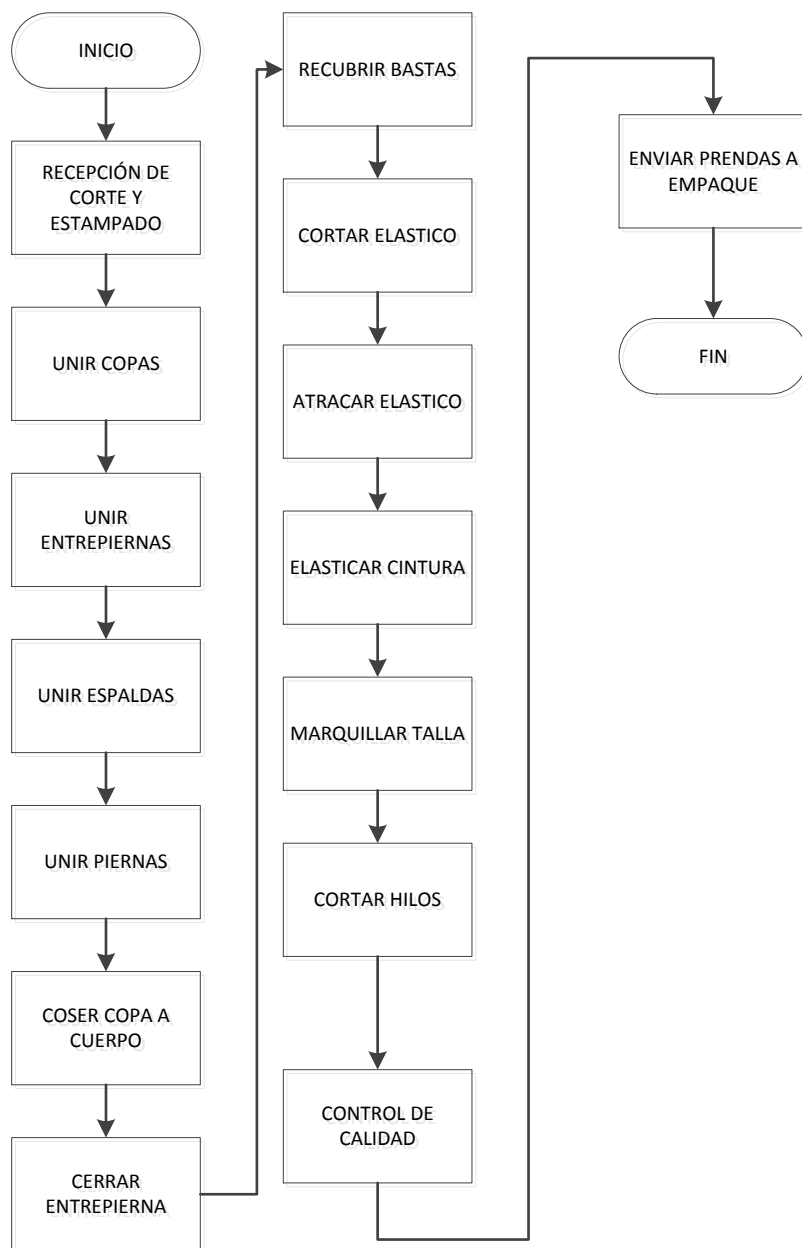 INICIO
RECEPCIÓN DE
CORTE Y
ESTAMPADO
UNIR COPAS
UNIR
ENTREPIERNAS
UNIR ESPALDAS
UNIR PIERNAS
COSER COPA A
CUERPO
CERRAR
ENTREPIERNA
RECUBRIR BASTAS
CORTAR ELASTICO
ATRACAR ELASTICO
ELASTICAR CINTURA
MARQUILLAR TALLA
CORTAR HILOS
CONTROL DE
CALIDAD
ENVIAR PRENDAS A
EMPAQUE
FIN